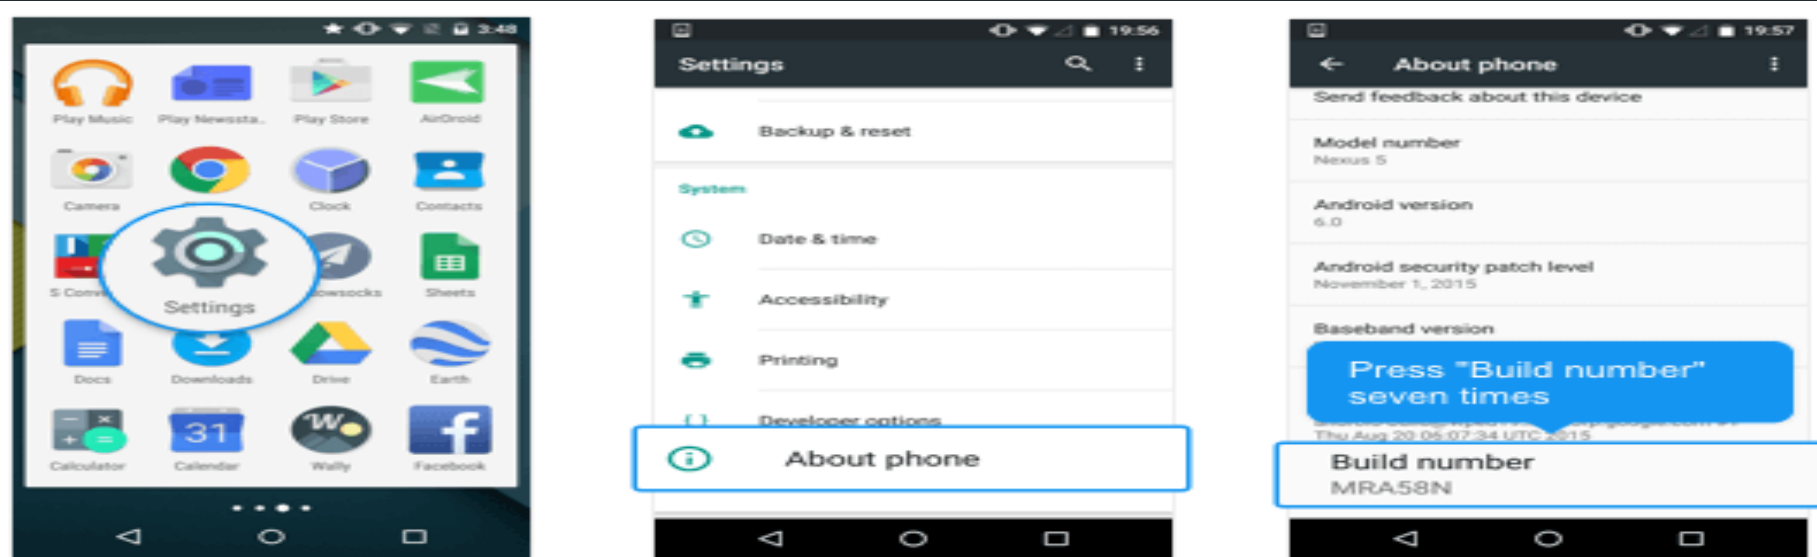 3:48
Play Music
Play Newssta..
Play Store
AirDroid
Camera
Clock
Contacts
S Conv
Settings
owsocks
Sheets
Docs
Downloads
Drive
Earth
31
Calculator
Calendar
Wally
Facebook
19:56
Settings
Backup & reset
System
Date & time
Accessibility
Printing
Developer options
About phone
19:57
About phone
Send feedback about this device
Model number
Nexus 5
Android version
6.0
Android security patch level
November 1, 2015
Baseband version
Press "Build number"
seven times
Thu Aug 20 06:07:34 UTC 2015
Build number
MRA58N